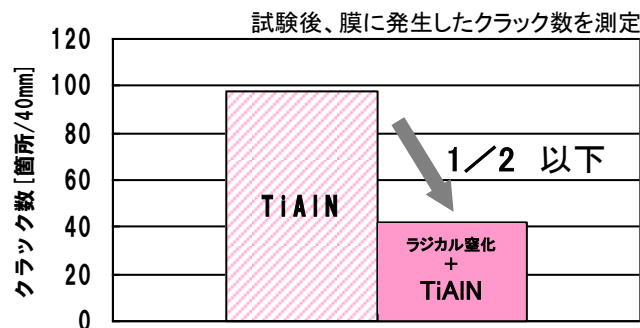 試験後、膜に発生したクラック数を測定
クラック数[箇所/40mm]
120
100
80
60
40
20
0
TiAlN
1／2 以下
ラジカル窒化
+
TiAlN